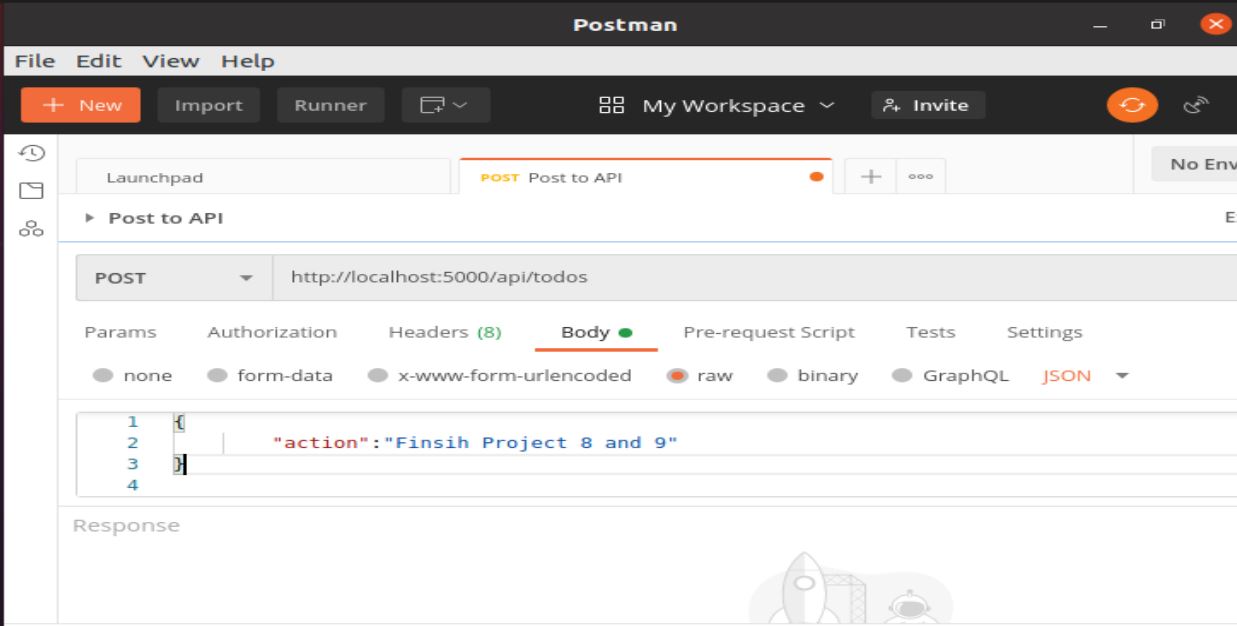 Postman
File Edit View Help
+ New Import Runner My Workspace Invite
Launchpad POST Post to API + ooo No Env
Post to API
POST http://localhost:5000/api/todos
Params Authorization Headers (8) Body Pre-request Script Tests Settings
none form-data x-www-form-urlencoded raw binary GraphQL JSON
1 {
2 "action":"Finsih Project 8 and 9"
3 }
4
Response